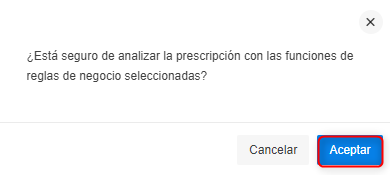 ¿Está seguro de analizar la prescripción con las funciones de
reglas de negocio seleccionadas?
Cancelar Aceptar